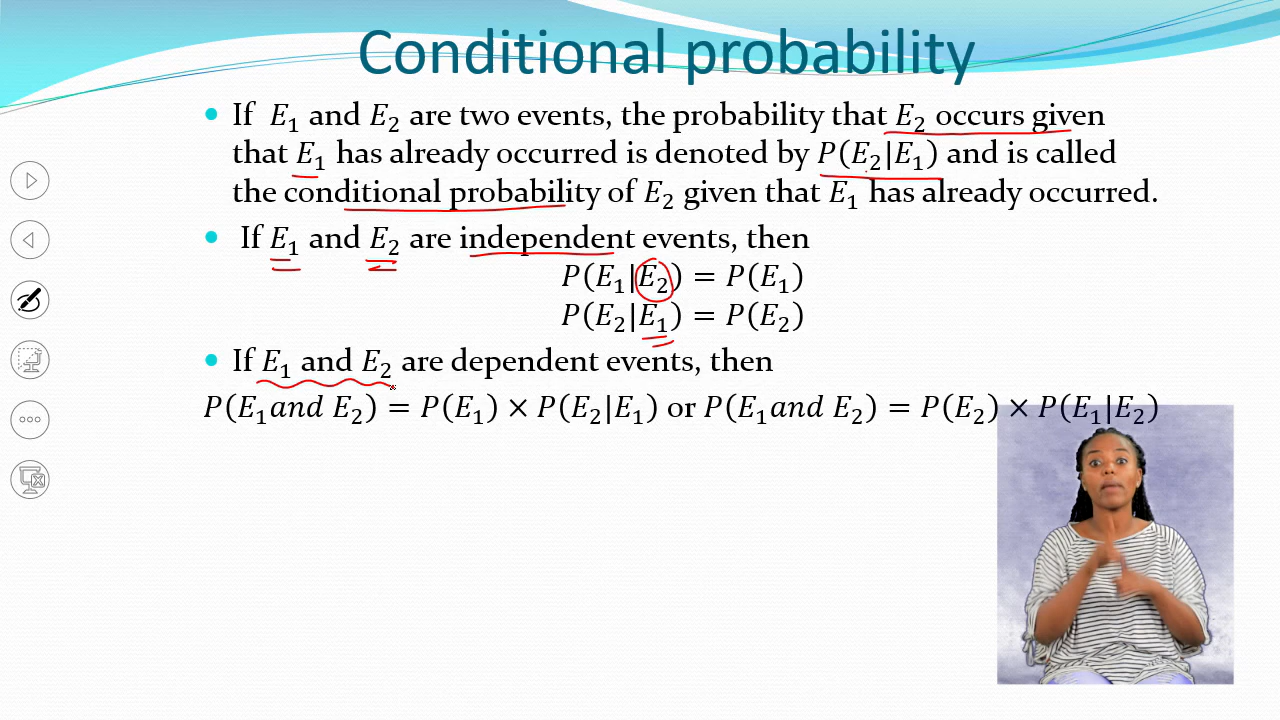 Conditional probability
• If E₁ and E₂ are two events, the probability that E₂ occurs given
that E₁ has already occurred is denoted by P(E₂|E₁) and is called
the conditional probability of E₂ given that E₁ has already occurred.
• If E₁ and E₂ are independent events, then
P(E₁|E₂) = P(E₁)
P(E₂|E₁) = P(E₂)
• If E₁ and E₂ are dependent events, then
P(E₁and E₂) = P(E₁) × P(E₂|E₁) or P(E₁and E₂) = P(E₂) × P(E₁|E₂)